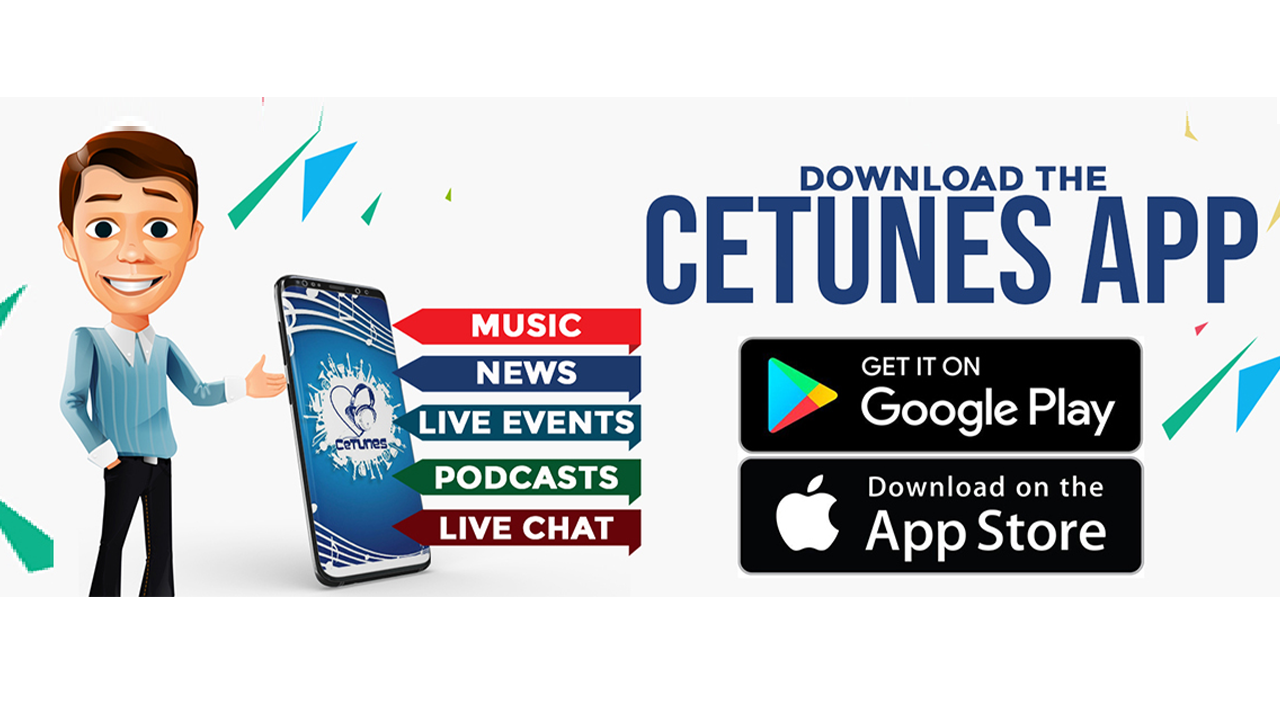 DOWNLOAD THE
CETUNES APP
MUSIC
NEWS
LIVE EVENTS
PODCASTS
LIVE CHAT
CeTunes
GET IT ON
Google Play
Download on the
App Store